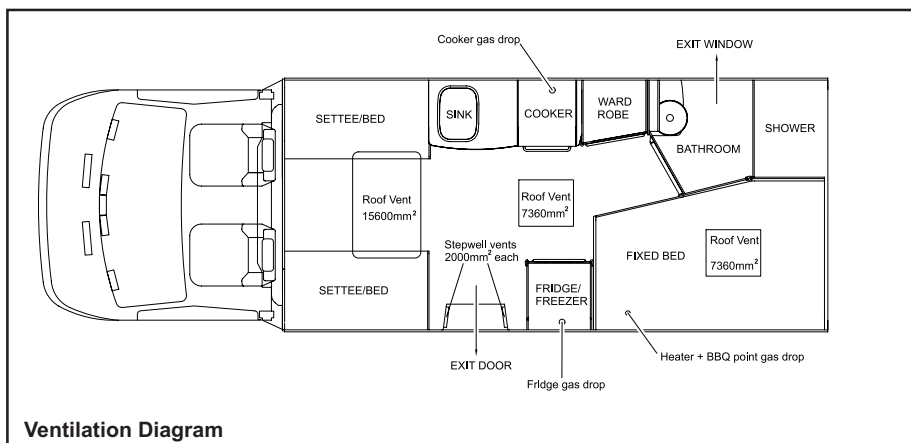 Cooker gas drop
EXIT WINDOW
SETTEE/BED
SINK
COOKER
WARD
ROBE
SHOWER
BATHROOM
Roof Vent
15600mm²
Roof Vent
7360mm²
Stepwell vents
2000mm² each
FIXED BED
Roof Vent
7360mm²
SETTEE/BED
FRIDGE/
FREEZER
EXIT DOOR
Heater + BBQ point gas drop
Fridge gas drop
Ventilation Diagram